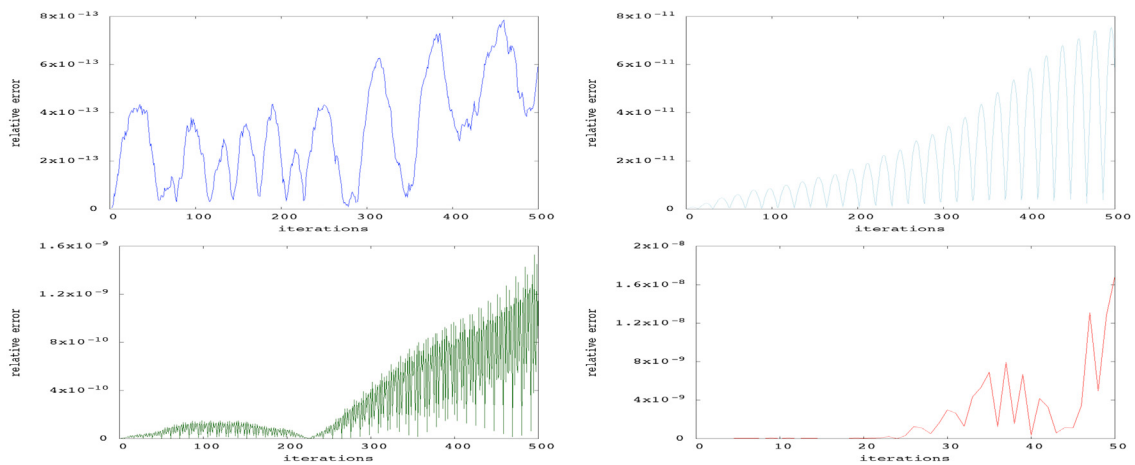 8x10^-13
6x10^-13
4x10^-13
2x10^-13
0
0 100 200 300 400 500
iterations
relative error
8x10^-11
6x10^-11
4x10^-11
2x10^-11
0
0 100 200 300 400 500
iterations
relative error
1.6x10^-9
1.2x10^-9
8x10^-10
4x10^-10
0
0 100 200 300 400 500
iterations
relative error
2x10^-8
1.6x10^-8
1.2x10^-8
8x10^-9
4x10^-9
0
0 10 20 30 40 50
iterations
relative error